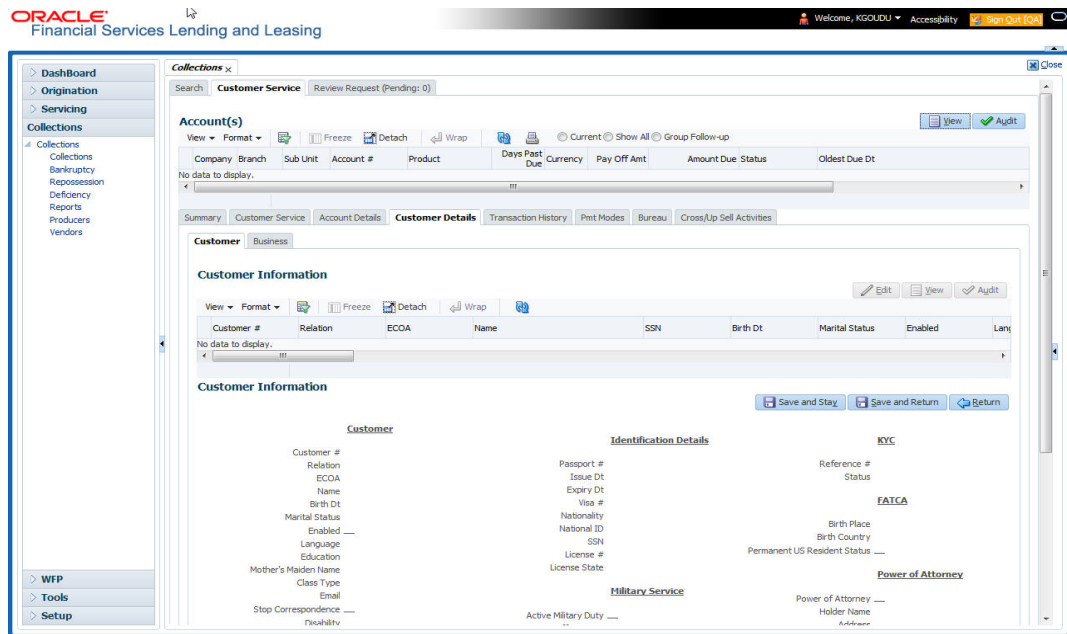 ORACLE
Financial Services Lending and Leasing
Welcome, KGOUDU
Accessibility
Sign Out [QA]
Close
DashBoard
Origination
Servicing
Collections
Collections
Collections
Bankruptcy
Repossession
Deficiency
Reports
Producers
Vendors
WFP
Tools
Setup
Collections x
Search Customer Service Review Request (Pending: 0)
Account(s)
View Audit
View Format Freeze Detach Wrap Current Show All Group Follow-up
Company Branch Sub Unit Account # Product Days Past Due Currency Pay Off Amt Amount Due Status Oldest Due Dt
No data to display.
Summary Customer Service Account Details Customer Details Transaction History Pmt Modes Bureau Cross/Up Sell Activities
Customer Business
Customer Information
Edit View Audit
View Format Freeze Detach Wrap
Customer # Relation ECOA Name SSN Birth Dt Marital Status Enabled Lang
No data to display.
Customer Information
Save and Stay Save and Return Return
Customer
Customer #
Relation
ECOA
Name
Birth Dt
Marital Status
Enabled
Language
Education
Mother's Maiden Name
Class Type
Email
Stop Correspondence
Disability
Identification Details
Passport #
Issue Dt
Expiry Dt
Visa #
Nationality
National ID
SSN
License #
License State
Military Service
Active Military Duty
KYC
Reference #
Status
FATCA
Birth Place
Birth Country
Permanent US Resident Status
Power of Attorney
Power of Attorney
Holder Name
Address